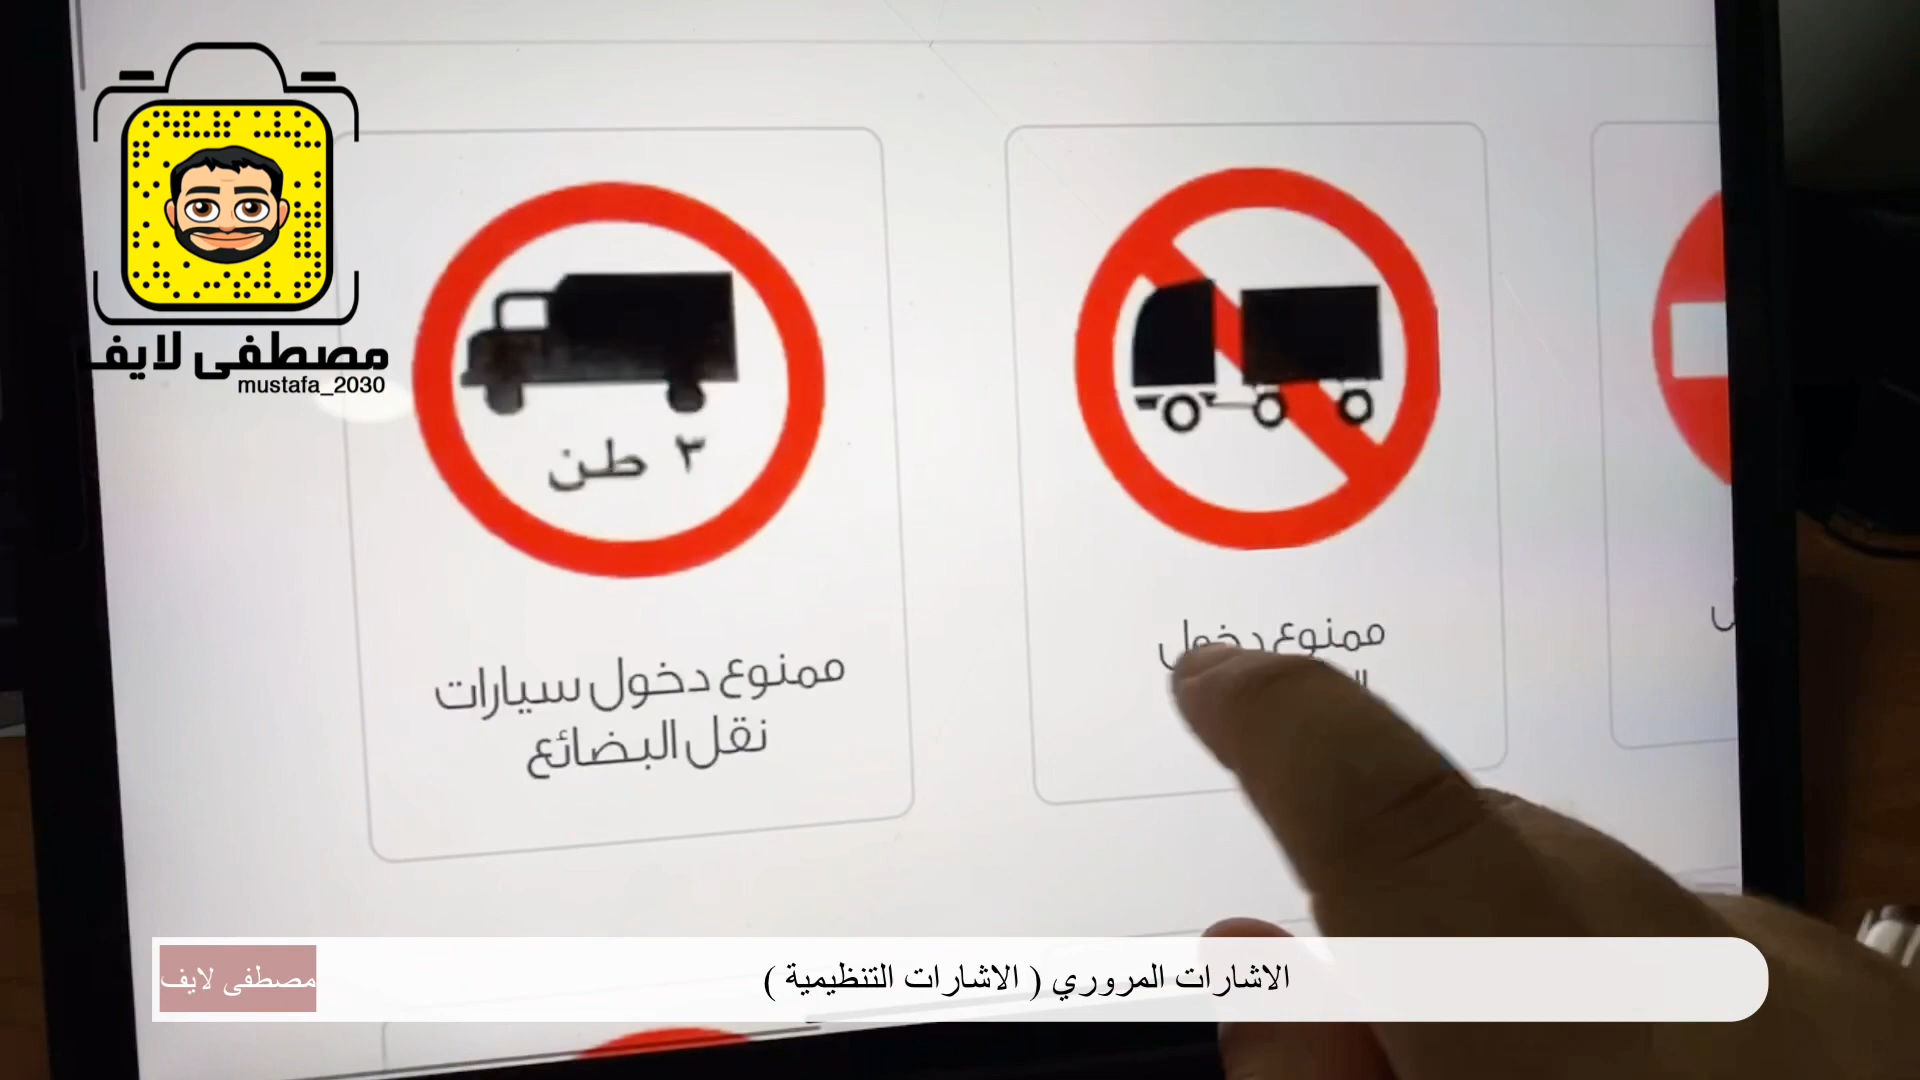 مصطفى لايف
mustafa_2030
٣ طن
ممنوع دخول سيارات
نقل البضائع
ممنوع دخول
الاشارات المروري ( الاشارات التنظيمية )
مصطفى لايف